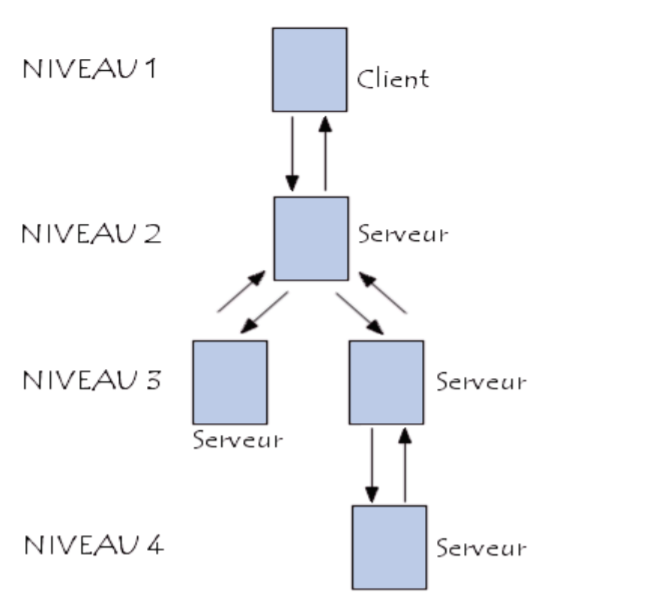 NIVEAU 1
Client
NIVEAU 2
Serveur
NIVEAU 3
Serveur
Serveur
NIVEAU 4
Serveur